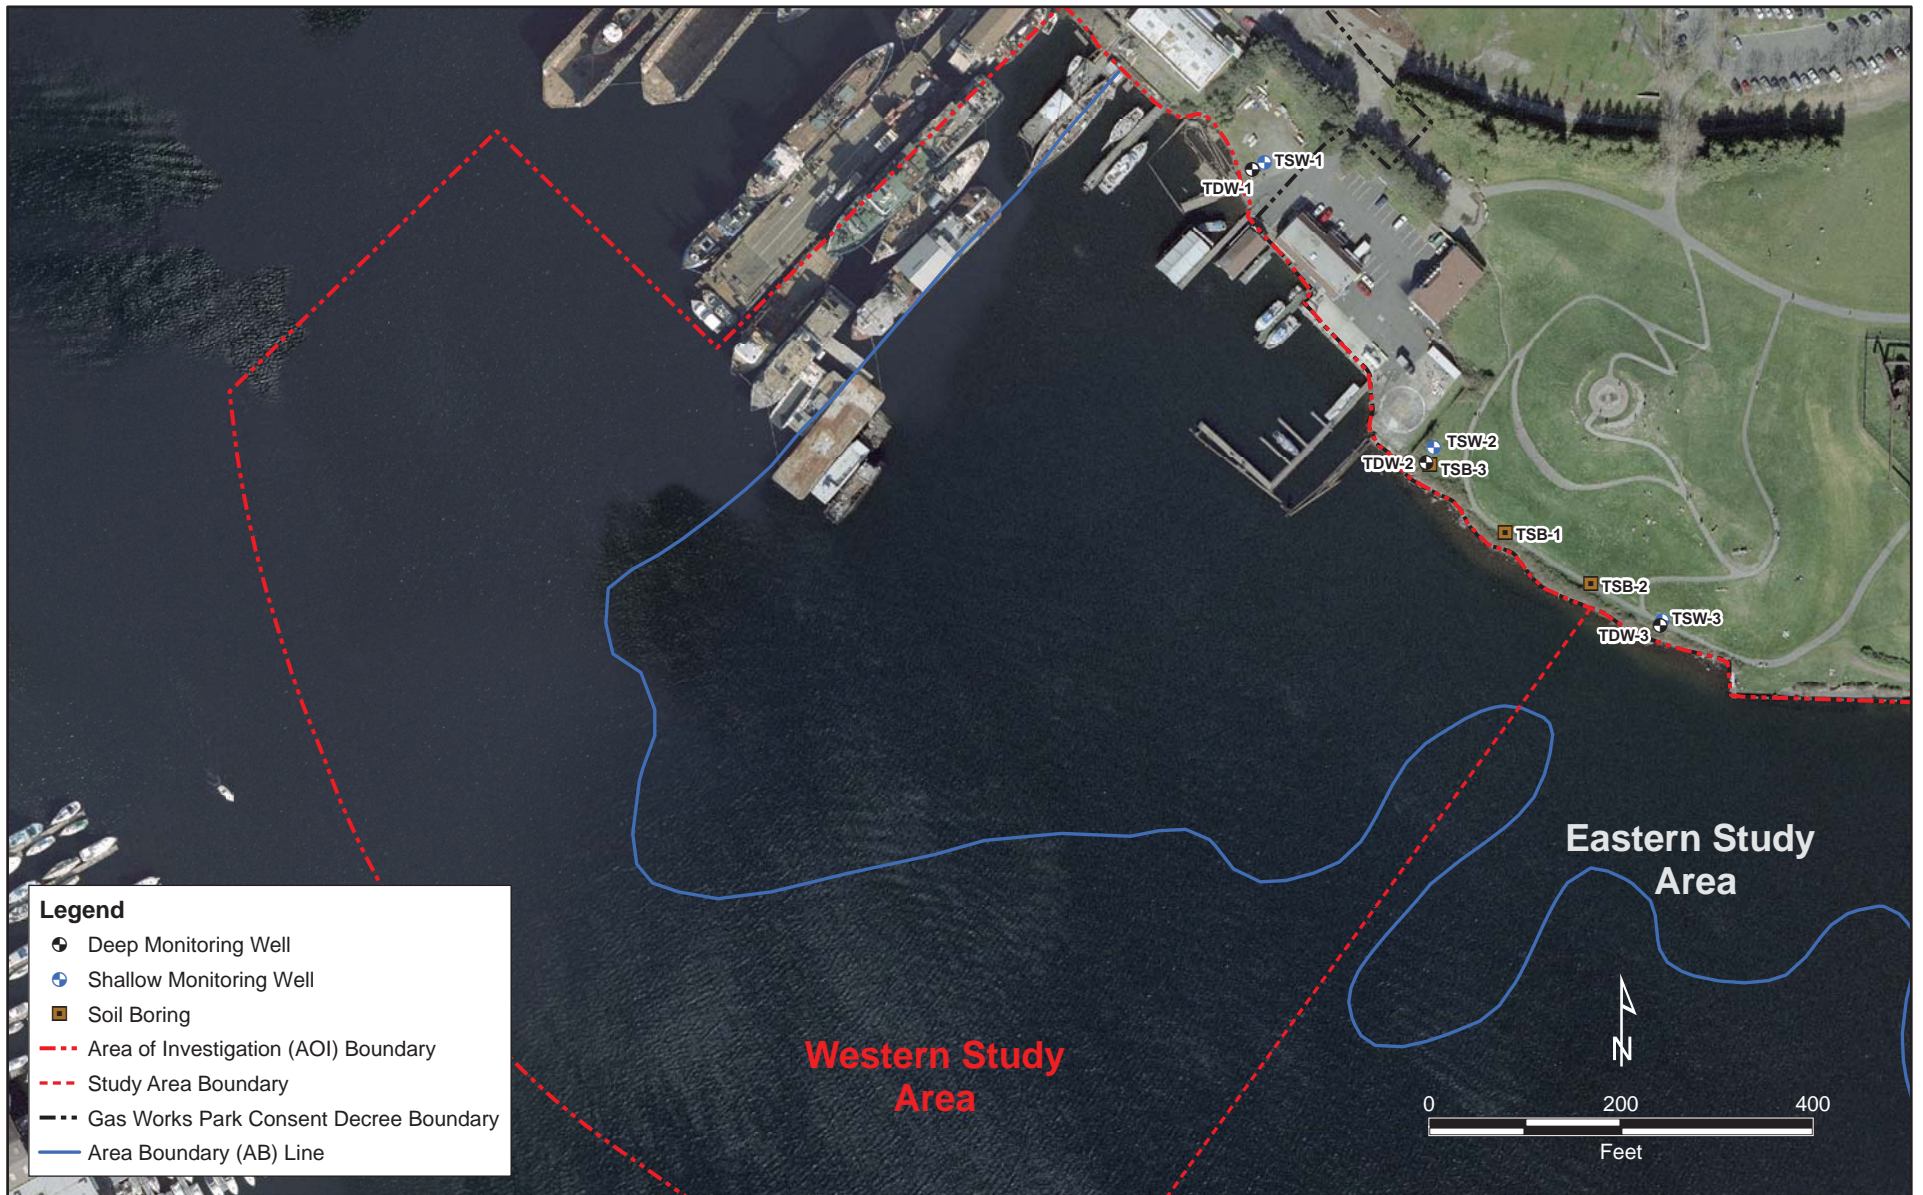 TSW-1
TDW-1
TSW-2
TDW-2
TSB-3
TSB-1
TSB-2
TSW-3
TDW-3
Eastern Study
Area
Western Study
Area
Legend
Deep Monitoring Well
Shallow Monitoring Well
Soil Boring
Area of Investigation (AOI) Boundary
Study Area Boundary
Gas Works Park Consent Decree Boundary
Area Boundary (AB) Line
N
0 200 400
Feet